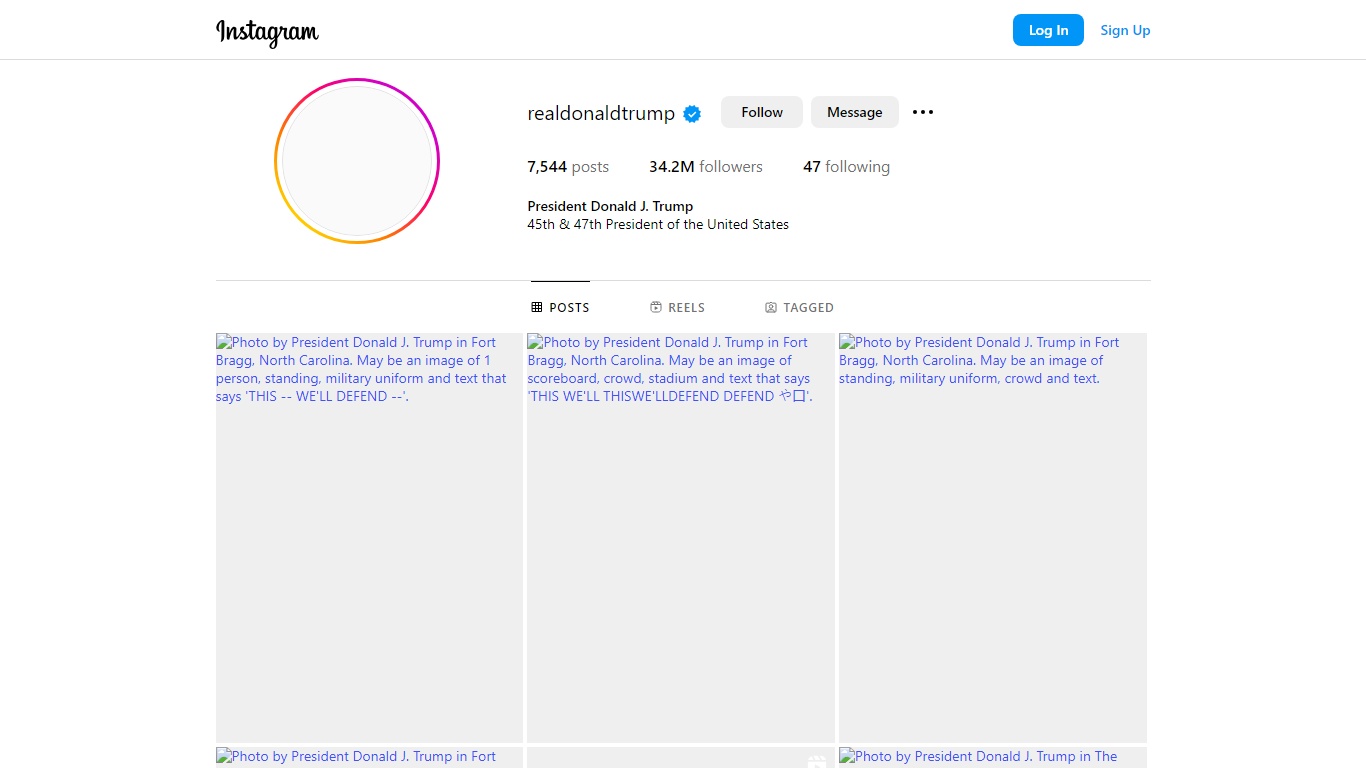 Instagram
Log In
Sign Up
realdonaldtrump
Follow
Message
7,544 posts
34.2M followers
47 following
President Donald J. Trump
45th & 47th President of the United States
POSTS
REELS
TAGGED
Photo by President Donald J. Trump in Fort
Bragg, North Carolina. May be an image of 1
person, standing, military uniform and text that
says 'THIS -- WE'LL DEFEND --'.
Photo by President Donald J. Trump in Fort
Bragg, North Carolina. May be an image of
scoreboard, crowd, stadium and text that says
'THIS WE'LL THISWE'LLDEFEND DEFEND や口'.
Photo by President Donald J. Trump in Fort
Bragg, North Carolina. May be an image of
standing, military uniform, crowd and text.
Photo by President Donald J. Trump in Fort
Photo by President Donald J. Trump in The